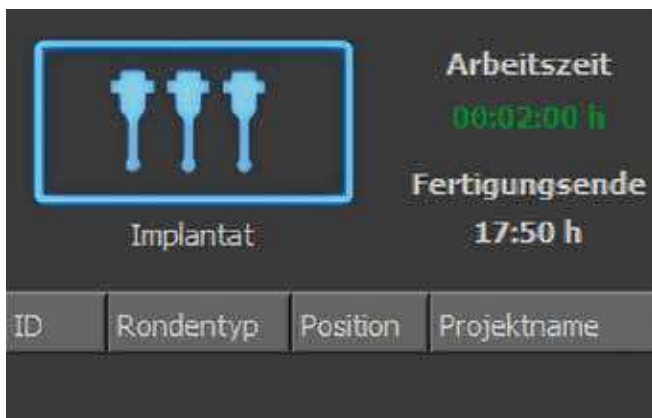 Arbeitszeit
00:02:00 h
Fertigungsende
17:50 h
Implantat
ID Rondentyp Position Projektname